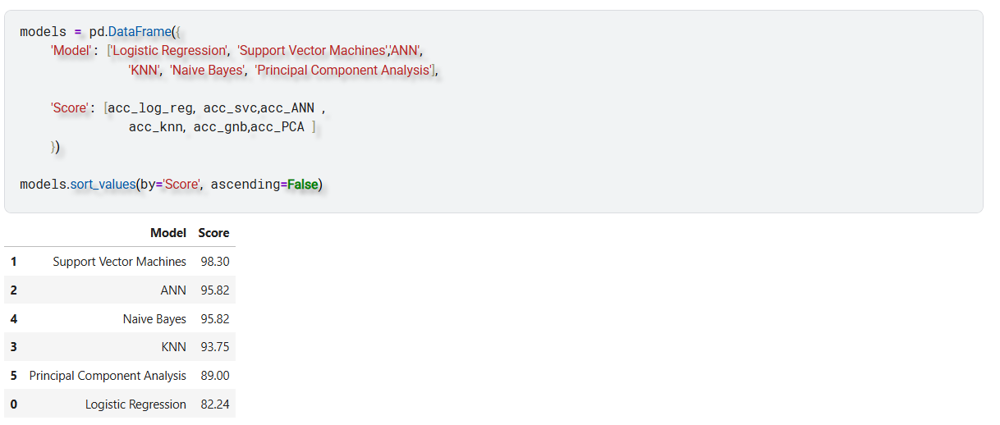 models = pd.DataFrame({
    'Model': ['Logistic Regression', 'Support Vector Machines','ANN',
              'KNN', 'Naive Bayes', 'Principal Component Analysis'],
    'Score': [acc_log_reg, acc_svc,acc_ANN ,
              acc_knn, acc_gnb,acc_PCA ]
    })
models.sort_values(by='Score', ascending=False)
Model Score
1 Support Vector Machines 98.30
2 ANN 95.82
4 Naive Bayes 95.82
3 KNN 93.75
5 Principal Component Analysis 89.00
0 Logistic Regression 82.24